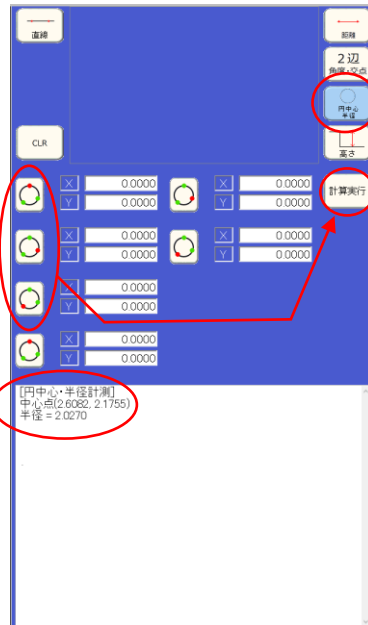 直線
距離
2辺
角度・交点
円中心
半径
CLR
高さ
計算実行
X 0.0000 X 0.0000
Y 0.0000 Y 0.0000
X 0.0000 X 0.0000
Y 0.0000 Y 0.0000
X 0.0000
Y 0.0000
X 0.0000
Y 0.0000
[円中心・半径計測]
中心点(2.6082, 2.1755)
半径 = 2.0270